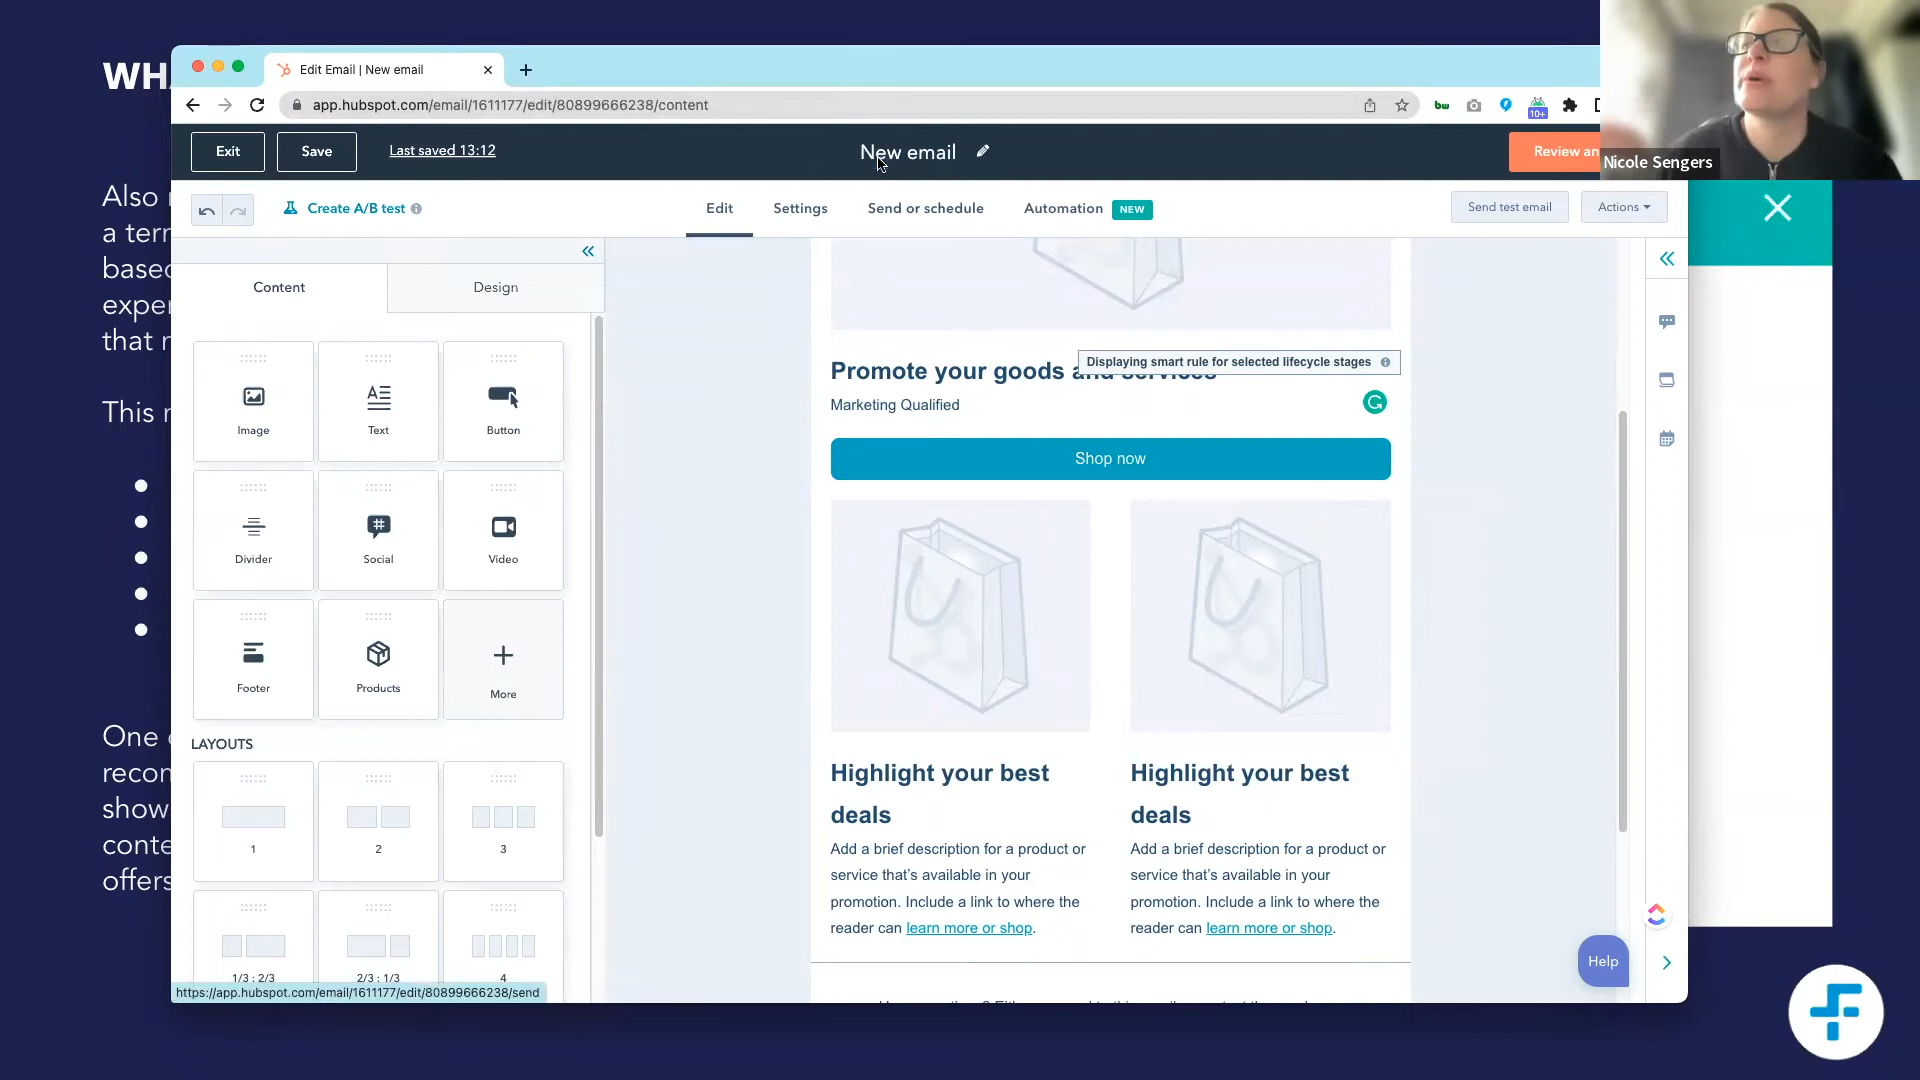 WH
Edit Email | New email
app.hubspot.com/email/1611177/edit/80899666238/content
bw
10+
Exit
Save
Last saved 13:12
New email
Review an
Nicole Sengers
Create A/B test
Edit
Settings
Send or schedule
Automation
NEW
Send test email
Actions
Content
Design
Image
Text
Button
Divider
Social
Video
Footer
Products
More
LAYOUTS
1
2
3
1/3 : 2/3
2/3 : 1/3
4
https://app.hubspot.com/email/1611177/edit/80899666238/send
Also
a terr
based
exper
that r
This r
One
recor
show
conte
offers
Displaying smart rule for selected lifecycle stages
Promote your goods and services
Marketing Qualified
Shop now
Highlight your best
deals
Add a brief description for a product or
service that's available in your
promotion. Include a link to where the
reader can learn more or shop.
Highlight your best
deals
Add a brief description for a product or
service that's available in your
promotion. Include a link to where the
reader can learn more or shop.
Help